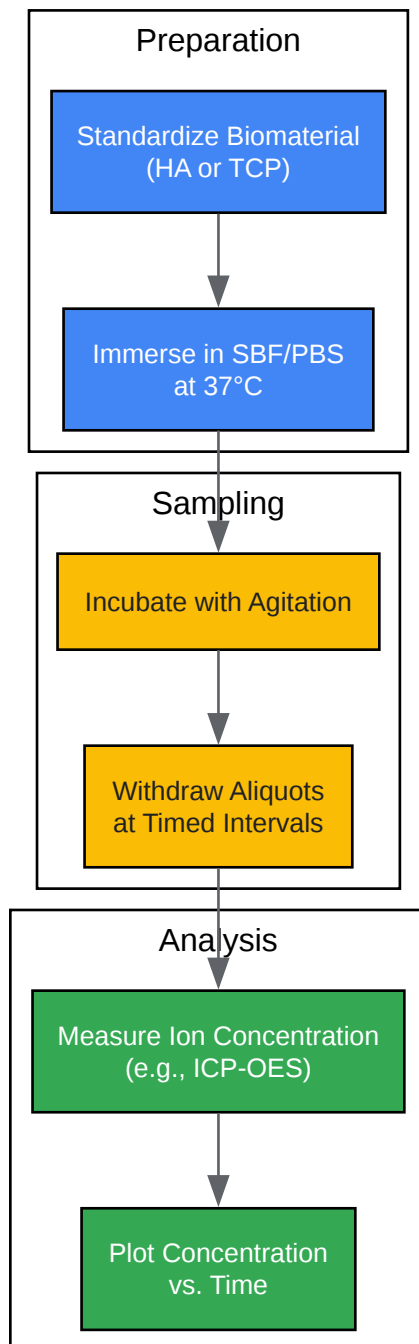 Preparation
Standardize Biomaterial
(HA or TCP)
Immerse in SBF/PBS
at 37°C
Sampling
Incubate with Agitation
Withdraw Aliquots
at Timed Intervals
Analysis
Measure Ion Concentration
(e.g., ICP-OES)
Plot Concentration
vs. Time